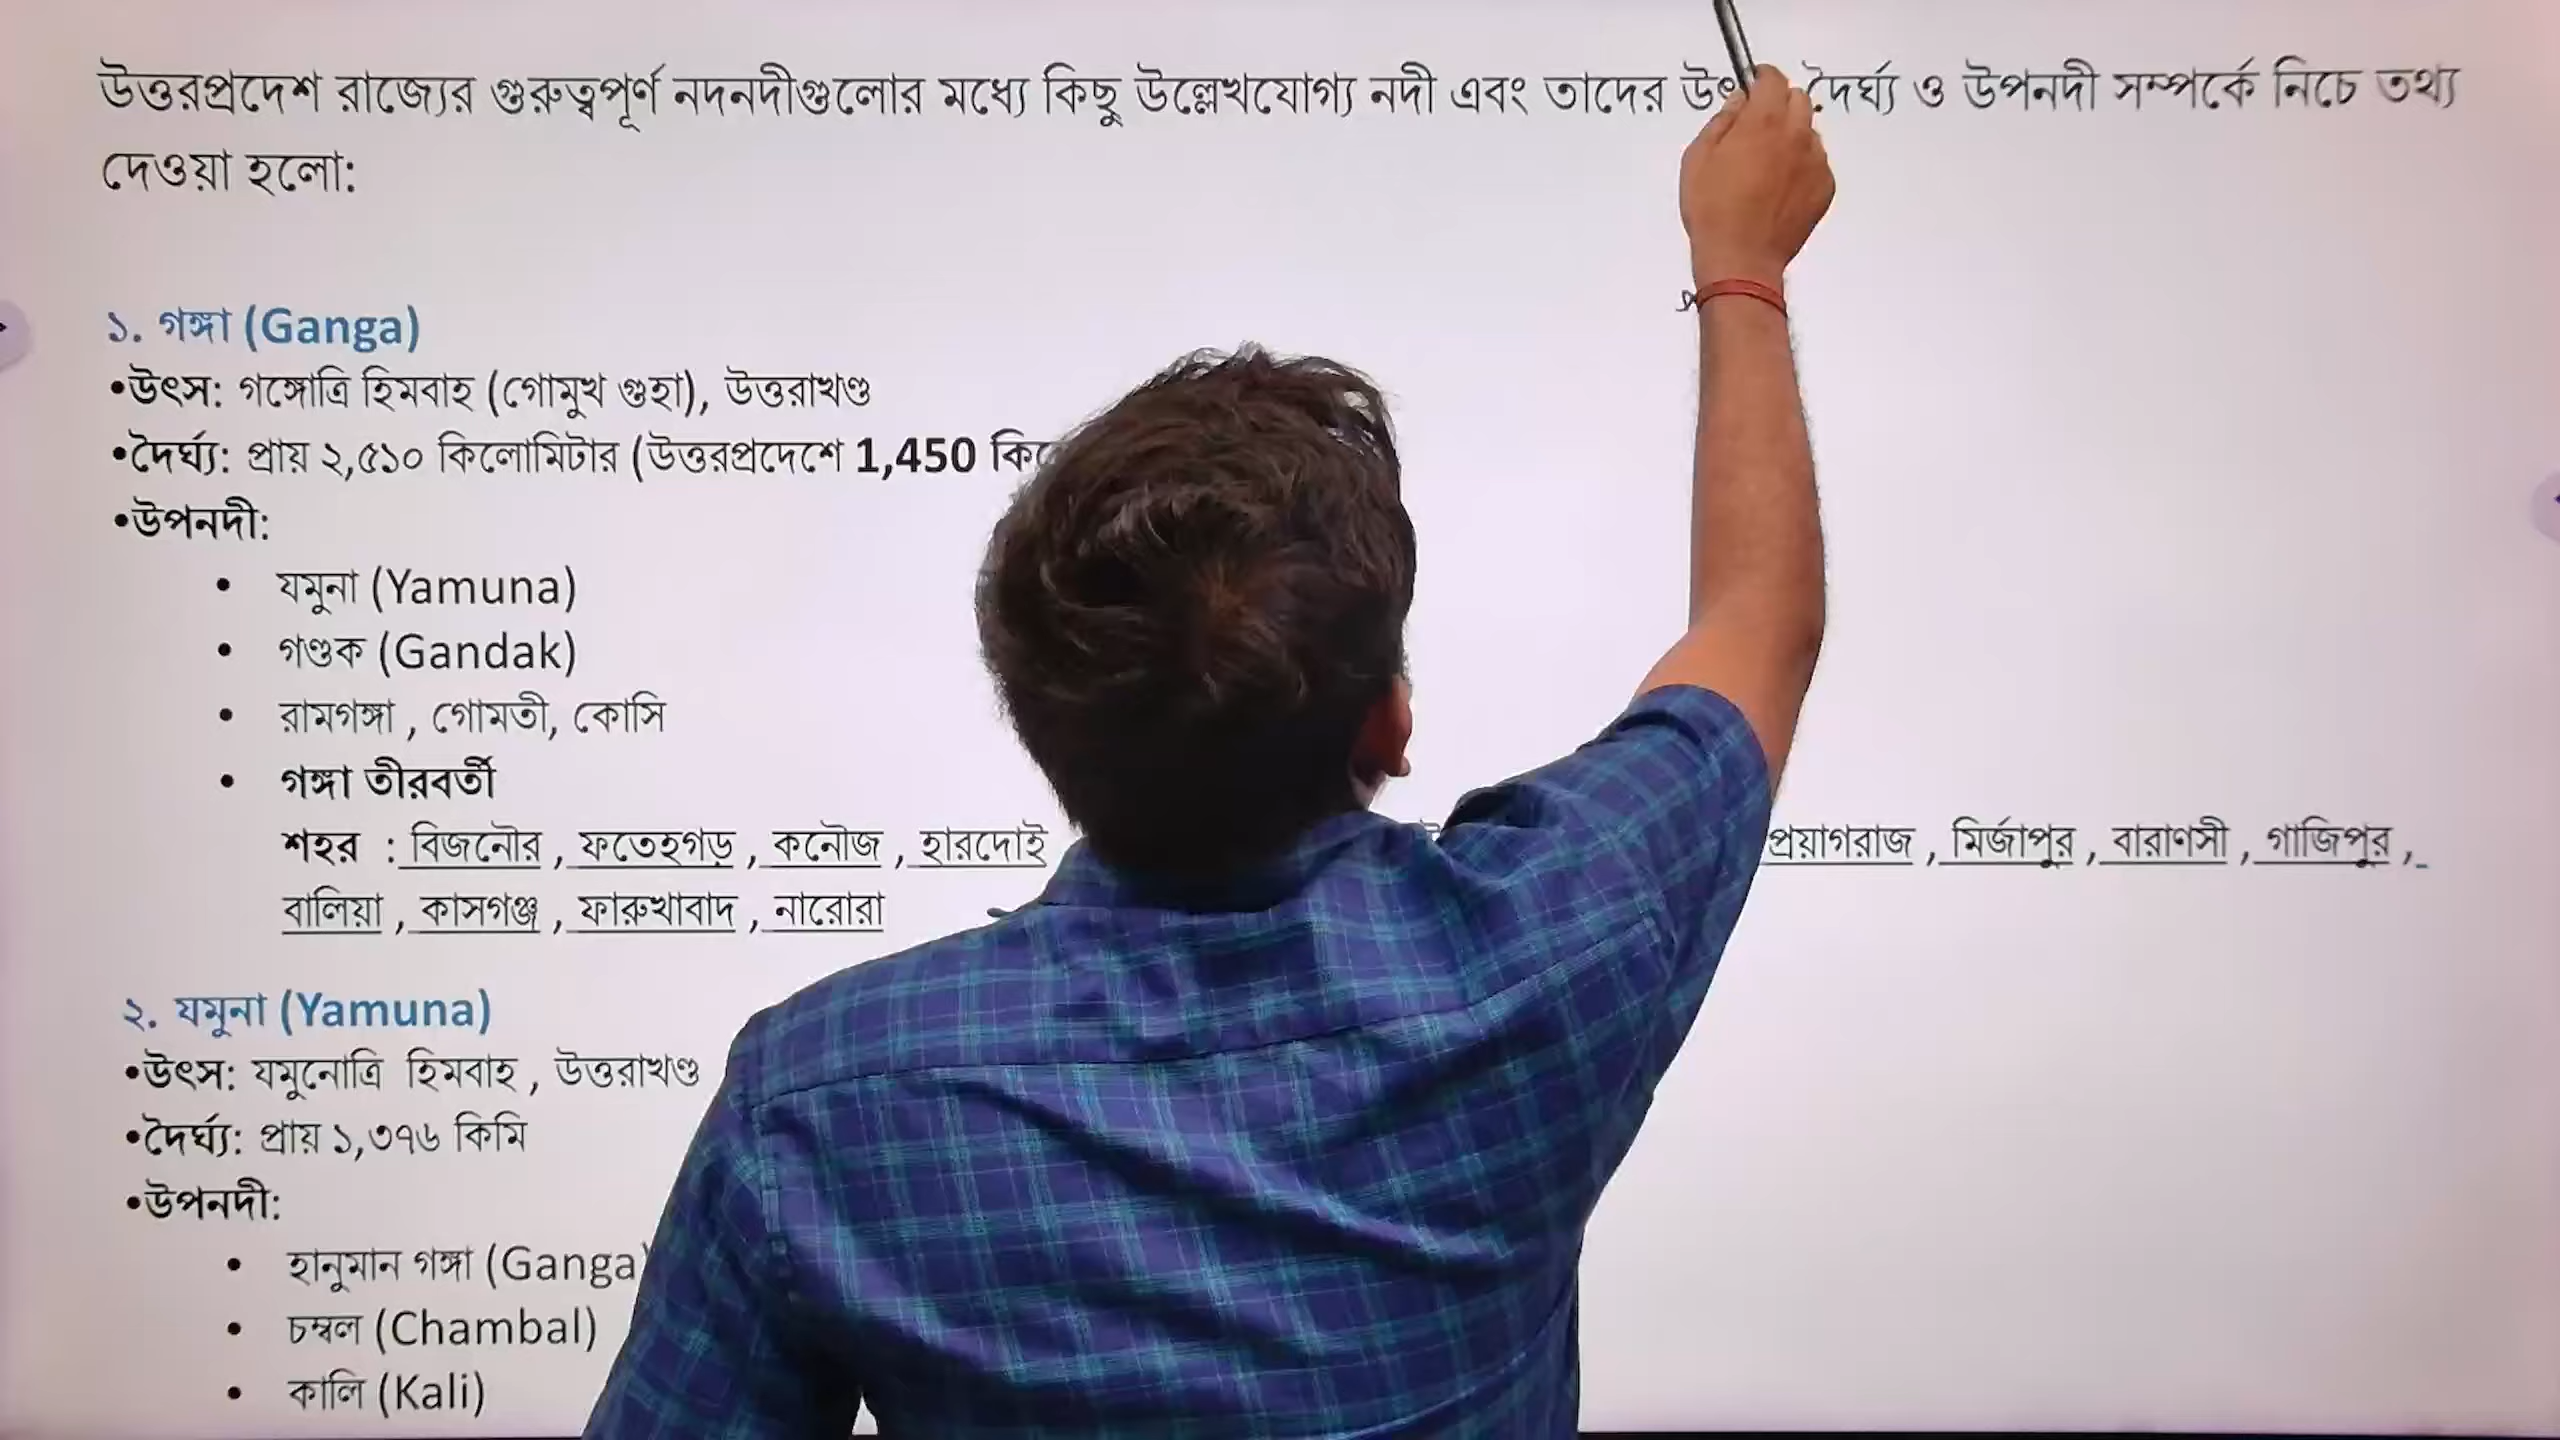 উত্তরপ্রদেশ রাজ্যের গুরুত্বপূর্ণ নদনদীগুলোর মধ্যে কিছু উল্লেখযোগ্য নদী এবং তাদের দৈর্ঘ্য ও উপনদী সম্পর্কে নিচে তথ্য
দেওয়া হলো:
১. গঙ্গা (Ganga)
•উৎস: গঙ্গোত্রি হিমবাহ (গোমুখ গুহা), উত্তরাখণ্ড
•দৈর্ঘ্য: প্রায় ২,৫১০ কিলোমিটার (উত্তরপ্রদেশে 1,450
•উপনদী:
• যমুনা (Yamuna)
• গণ্ডক (Gandak)
• রামগঙ্গা , গোমতী, কোসি
• গঙ্গা তীরবর্তী
শহর : বিজনৌর , ফতেহগড় , কনৌজ , হারদোই প্রয়াগরাজ , মির্জাপুর , বারাণসী , গাজিপুর ,
বালিয়া , কাসগঞ্জ , ফারুখাবাদ , নারোরা
২. যমুনা (Yamuna)
•উৎস: যমুনোত্রি হিমবাহ , উত্তরাখণ্ড
•দৈর্ঘ্য: প্রায় ১,৩৭৬ কিমি
•উপনদী:
• হানুমান গঙ্গা (Ganga)
• চম্বল (Chambal)
• কালি (Kali)